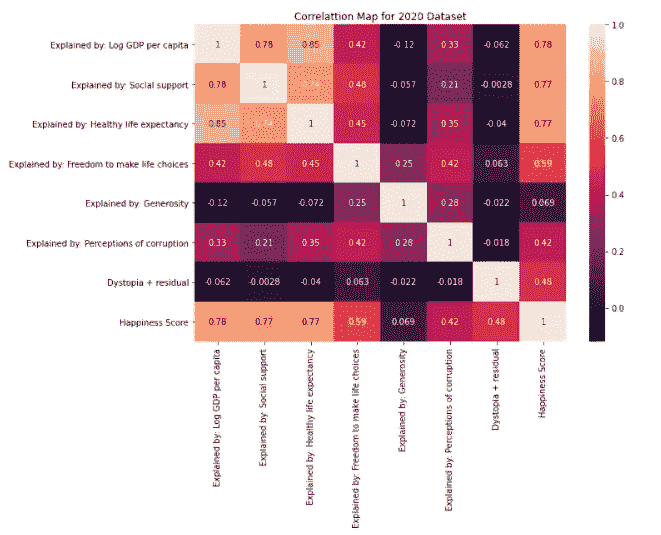 Correlattion Map for 2020 Dataset
Explained by: Log GDP per capita 1 0.78 0.85 0.42 -0.12 0.33 -0.062 0.78
Explained by: Social support 0.78 1 0.74 0.48 -0.057 0.21 -0.0028 0.77
Explained by: Healthy life expectancy 0.85 0.74 1 0.45 -0.072 0.35 -0.04 0.77
Explained by: Freedom to make life choices 0.42 0.48 0.45 1 0.25 0.42 0.063 0.59
Explained by: Generosity -0.12 -0.057 -0.072 0.25 1 0.28 -0.022 0.069
Explained by: Perceptions of corruption 0.33 0.21 0.35 0.42 0.28 1 -0.018 0.42
Dystopia + residual -0.062 -0.0028 -0.04 0.063 -0.022 -0.018 1 0.48
Happiness Score 0.78 0.77 0.77 0.59 0.069 0.42 0.48 1
Explained by: Log GDP per capita
Explained by: Social support
Explained by: Healthy life expectancy
Explained by: Freedom to make life choices
Explained by: Generosity
Explained by: Perceptions of corruption
Dystopia + residual
Happiness Score
1.0
0.8
0.6
0.4
0.2
0.0